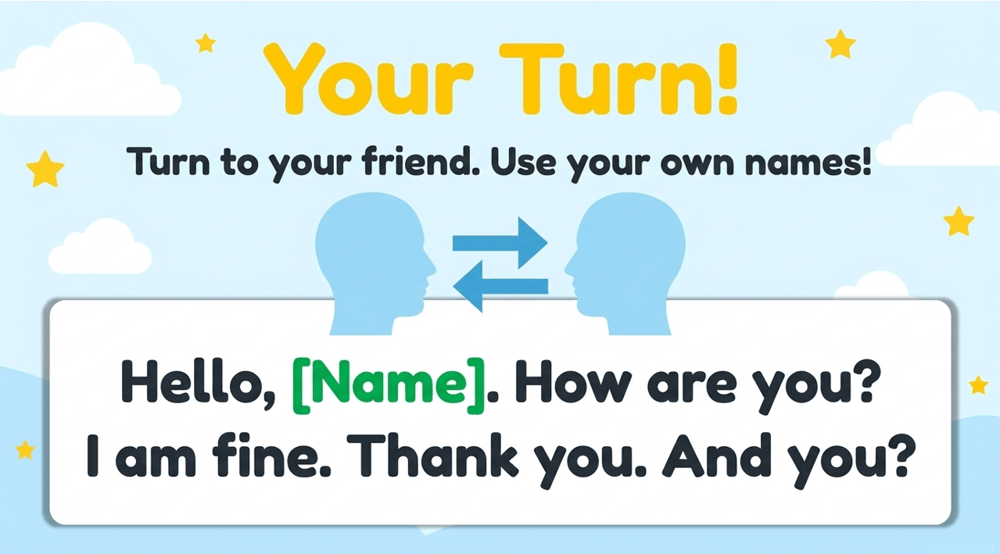 Your Turn!
Turn to your friend. Use your own names!
Hello, [Name]. How are you?
I am fine. Thank you. And you?